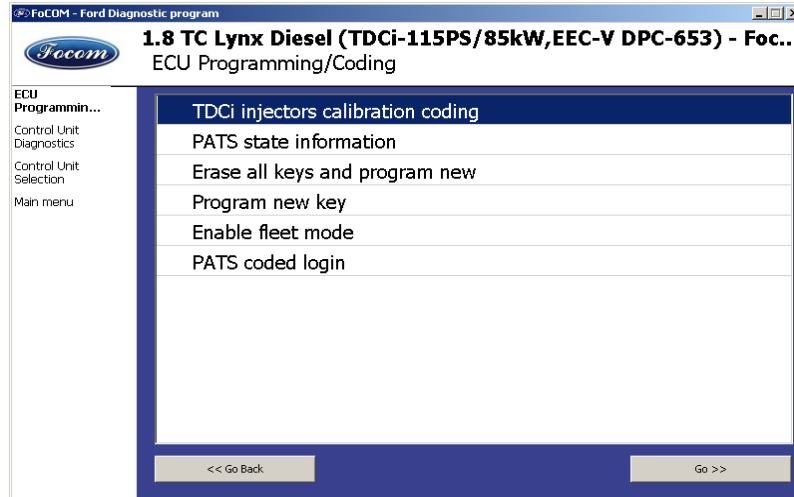 FoCOM - Ford Diagnostic program
Focom
1.8 TC Lynx Diesel (TDCi-115PS/85kW,EEC-V DPC-653) - Foc..
ECU Programming/Coding
ECU
Programmin...
Control Unit
Diagnostics
Control Unit
Selection
Main menu
TDCi injectors calibration coding
PATS state information
Erase all keys and program new
Program new key
Enable fleet mode
PATS coded login
<< Go Back
Go >>